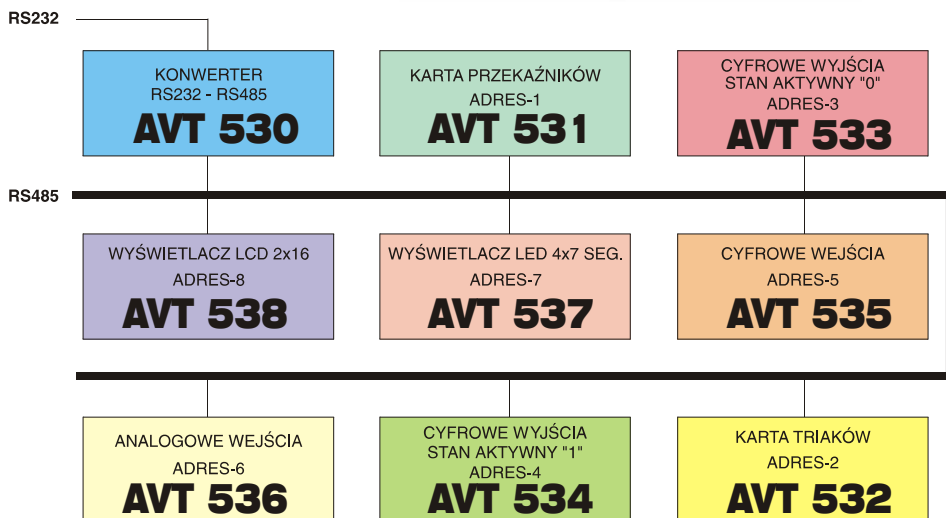 RS232
KONWERTER
RS232 - RS485
AVT 530
KARTA PRZEKAŹNIKÓW
ADRES-1
AVT 531
CYFROWE WYJŚCIA
STAN AKTYWNY "0"
ADRES-3
AVT 533
RS485
WYŚWIETLACZ LCD 2x16
ADRES-8
AVT 538
WYŚWIETLACZ LED 4x7 SEG.
ADRES-7
AVT 537
CYFROWE WEJŚCIA
ADRES-5
AVT 535
ANALOGOWE WEJŚCIA
ADRES-6
AVT 536
CYFROWE WYJŚCIA
STAN AKTYWNY "1"
ADRES-4
AVT 534
KARTA TRIAKÓW
ADRES-2
AVT 532